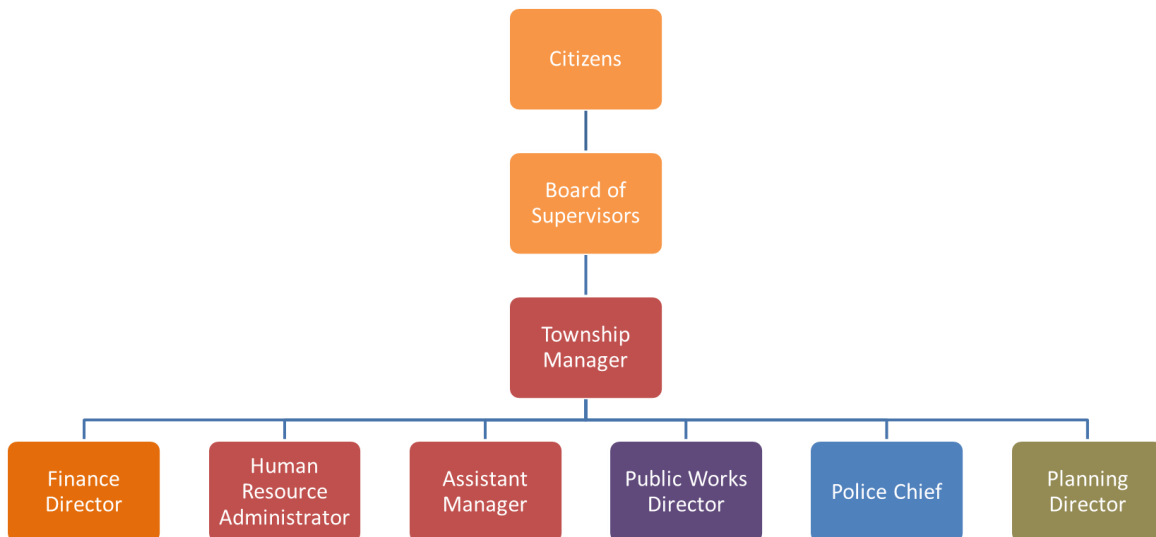 Citizens
Board of
Supervisors
Township
Manager
Finance
Director
Human
Resource
Administrator
Assistant
Manager
Public Works
Director
Police Chief
Planning
Director